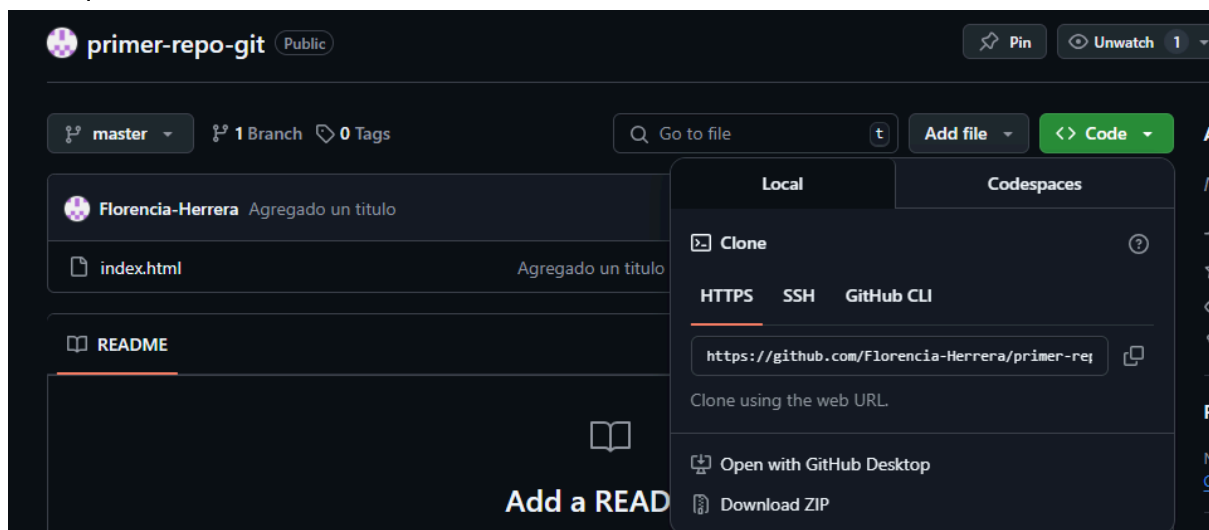 primer-repo-git Public
Pin
Unwatch 1
master
1 Branch
0 Tags
Go to file t
Add file
<> Code
Florencia-Herrera Agregado un titulo
index.html
Agregado un titulo
Local
Codespaces
Clone
HTTPS
SSH
GitHub CLI
https://github.com/Florencia-Herrera/primer-rep
Clone using the web URL.
Open with GitHub Desktop
Download ZIP
README
Add a READ